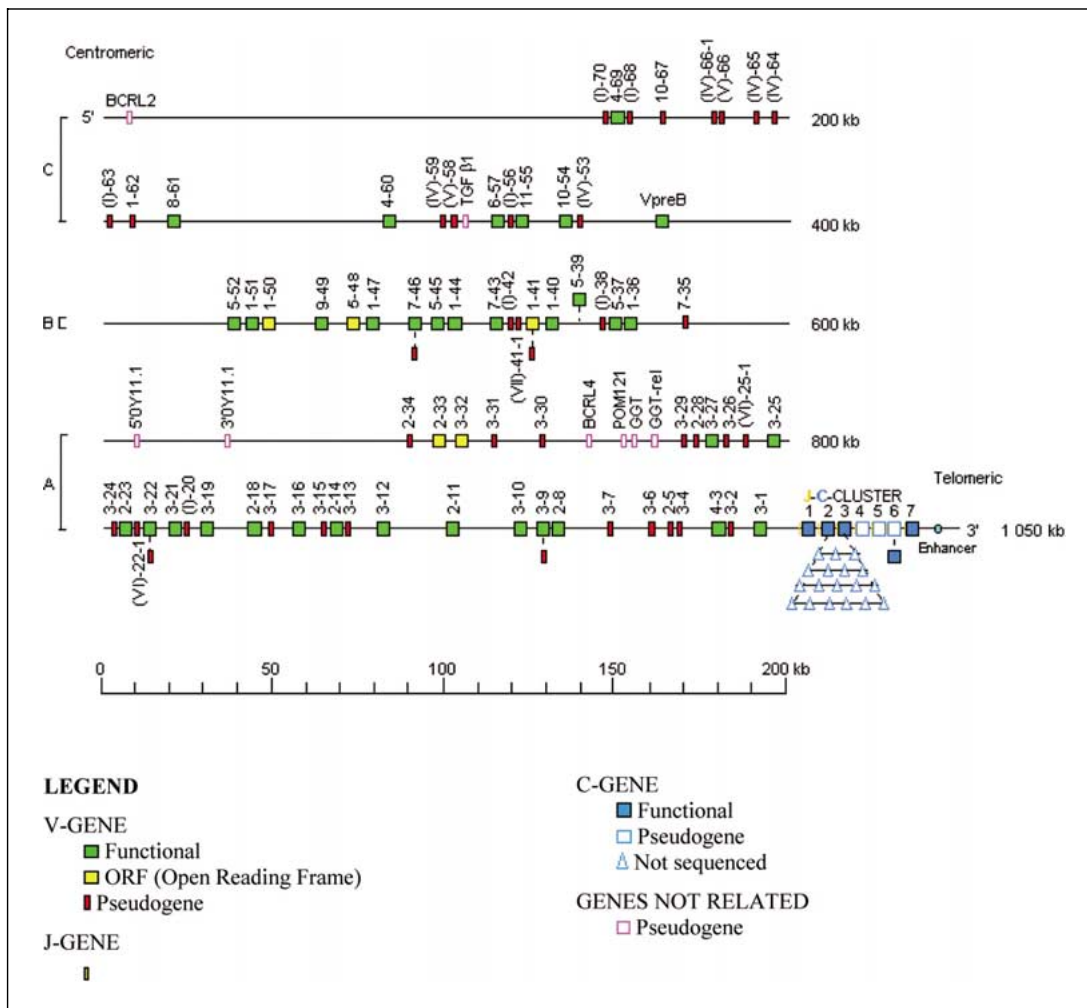 Centromeric
BCRL2
(I)-70
4-69
(I)-68
10-67
(IV)-66-1
(V)-66
(IV)-65
(IV)-64
5'
200 kb
C
(I)-63
1-62
8-61
4-60
(IV)-59
(V)-58
TGF β1
6-57
(I)-56
11-55
10-54
(IV)-53
VpreB
400 kb
B
5-52
1-51
1-50
9-49
5-48
1-47
7-46
5-45
1-44
7-43
(I)-42
(VII)-41-1
1-41
1-40
5-39
(I)-38
5-37
1-36
7-35
600 kb
5'0Y11.1
3'0Y11.1
2-34
2-33
3-32
3-31
3-30
BCRL4
POM121
GGT
GGT-rel
3-29
2-28
3-27
3-26
(VI)-25-1
3-25
800 kb
A
3-24
2-23
(VI)-22-1
3-22
3-21
(I)-20
3-19
2-18
3-17
3-16
3-15
2-14
3-13
3-12
2-11
3-10
3-9
2-8
3-7
3-6
2-5
3-4
4-3
3-2
3-1
Telomeric
J-C-CLUSTER
1 2 3 4 5 6 7
3' 1 050 kb
Enhancer
0 50 100 150 200 kb
LEGEND
V-GENE
Functional
ORF (Open Reading Frame)
Pseudogene
J-GENE
C-GENE
Functional
Pseudogene
Not sequenced
GENES NOT RELATED
Pseudogene